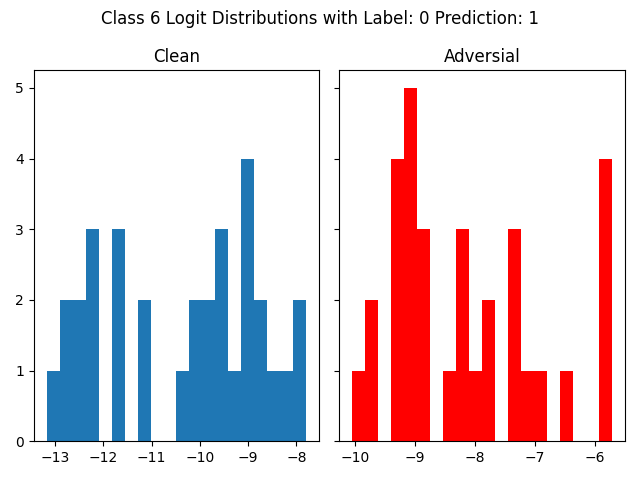 Class 6 Logit Distributions with Label: 0 Prediction: 1
Clean
Adversial
5
4
3
2
1
0
−13 −12 −11 −10 −9 −8
−10 −9 −8 −7 −6